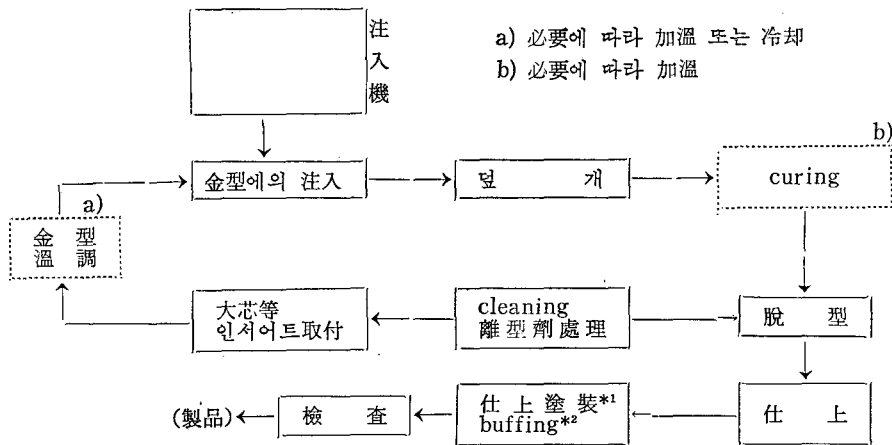 注入機
a) 必要에 따라 加溫 또는 冷却
b) 必要에 따라 加溫
b)
金型에의 注入
덮 개
curing
a)
金 型
溫 調
大芯等
인서어트取付
cleaning
離型劑處理
脫 型
(製品)
檢 査
仕上塗裝*1
buffing*2
仕 上